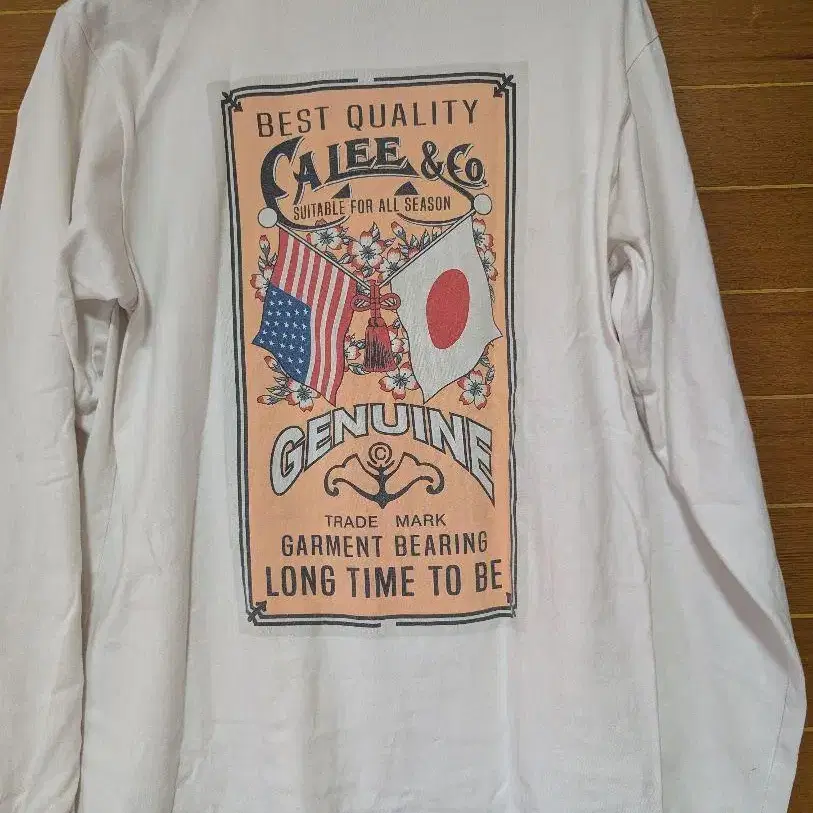 BEST QUALITY
CALEE & Co.
SUITABLE FOR ALL SEASON
GENUINE
©
TRADE MARK
GARMENT BEARING
LONG TIME TO BE